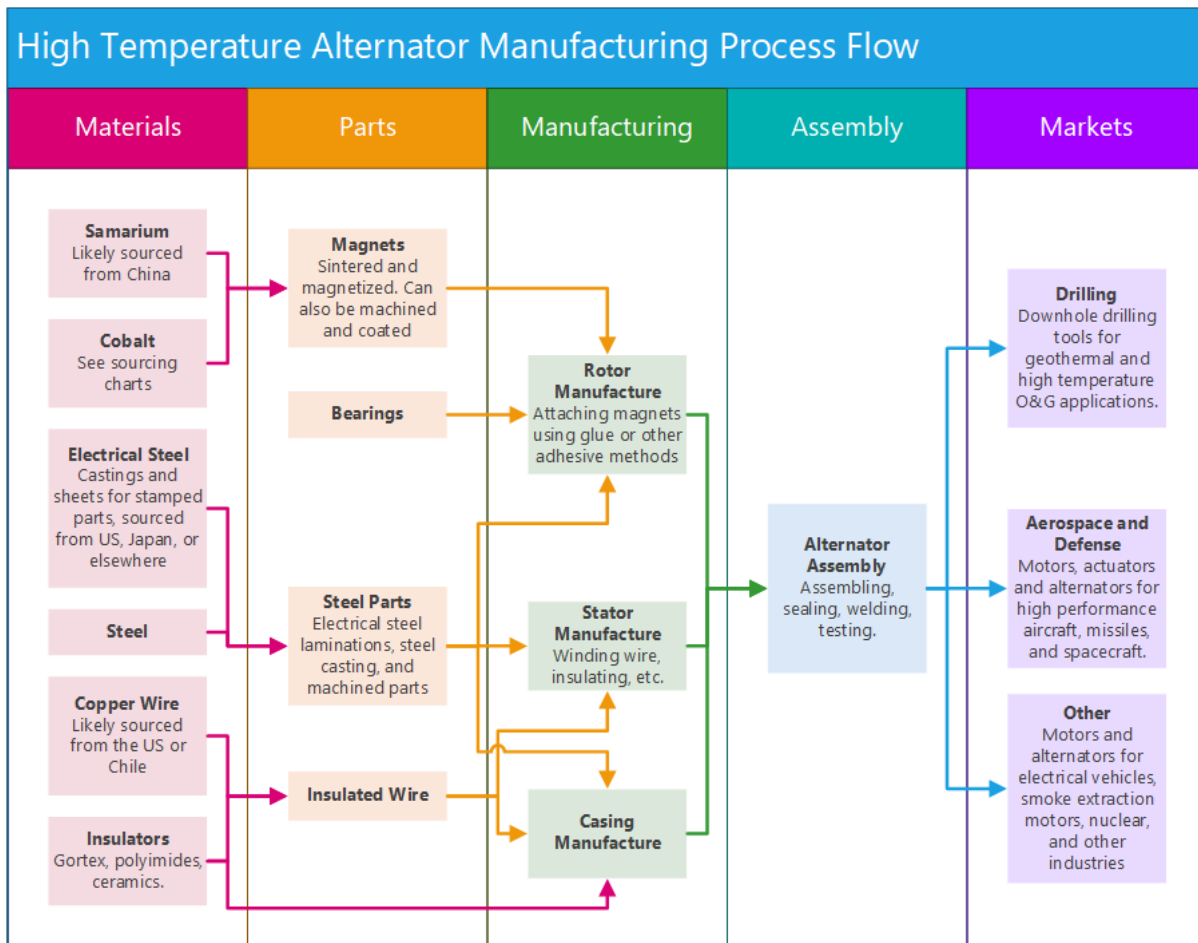 High Temperature Alternator Manufacturing Process Flow
Materials
Parts
Manufacturing
Assembly
Markets
Samarium
Likely sourced
from China
Cobalt
See sourcing
charts
Electrical Steel
Castings and
sheets for stamped
parts, sourced
from US, Japan, or
elsewhere
Steel
Copper Wire
Likely sourced
from the US or
Chile
Insulators
Gortex, polyimides,
ceramics.
Magnets
Sintered and
magnetized. Can
also be machined
and coated
Bearings
Steel Parts
Electrical steel
laminations, steel
casting, and
machined parts
Insulated Wire
Rotor
Manufacture
Attaching magnets
using glue or other
adhesive methods
Stator
Manufacture
Winding wire,
insulating, etc.
Casing
Manufacture
Alternator
Assembly
Assembling,
sealing, welding,
testing.
Drilling
Downhole drilling
tools for
geothermal and
high temperature
O&G applications.
Aerospace and
Defense
Motors, actuators
and alternators for
high performance
aircraft, missiles,
and spacecraft.
Other
Motors and
alternators for
electrical vehicles,
smoke extraction
motors, nuclear,
and other
industries